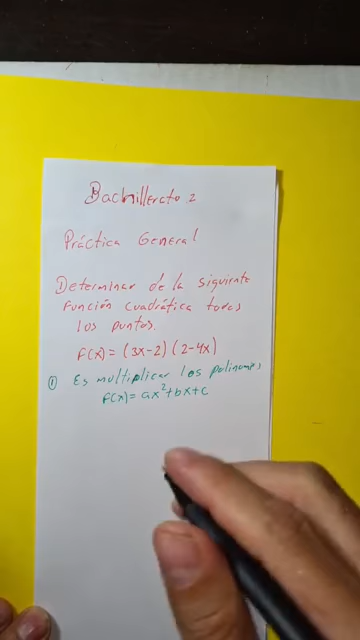 Bachillerato 2
Práctica General
Determinar de la siguiente
Función cuadrática todos
los puntos.
F(x) = (3x-2) (2-4x)
① Es multiplicar los polinomios
F(x) = ax²+bx+c